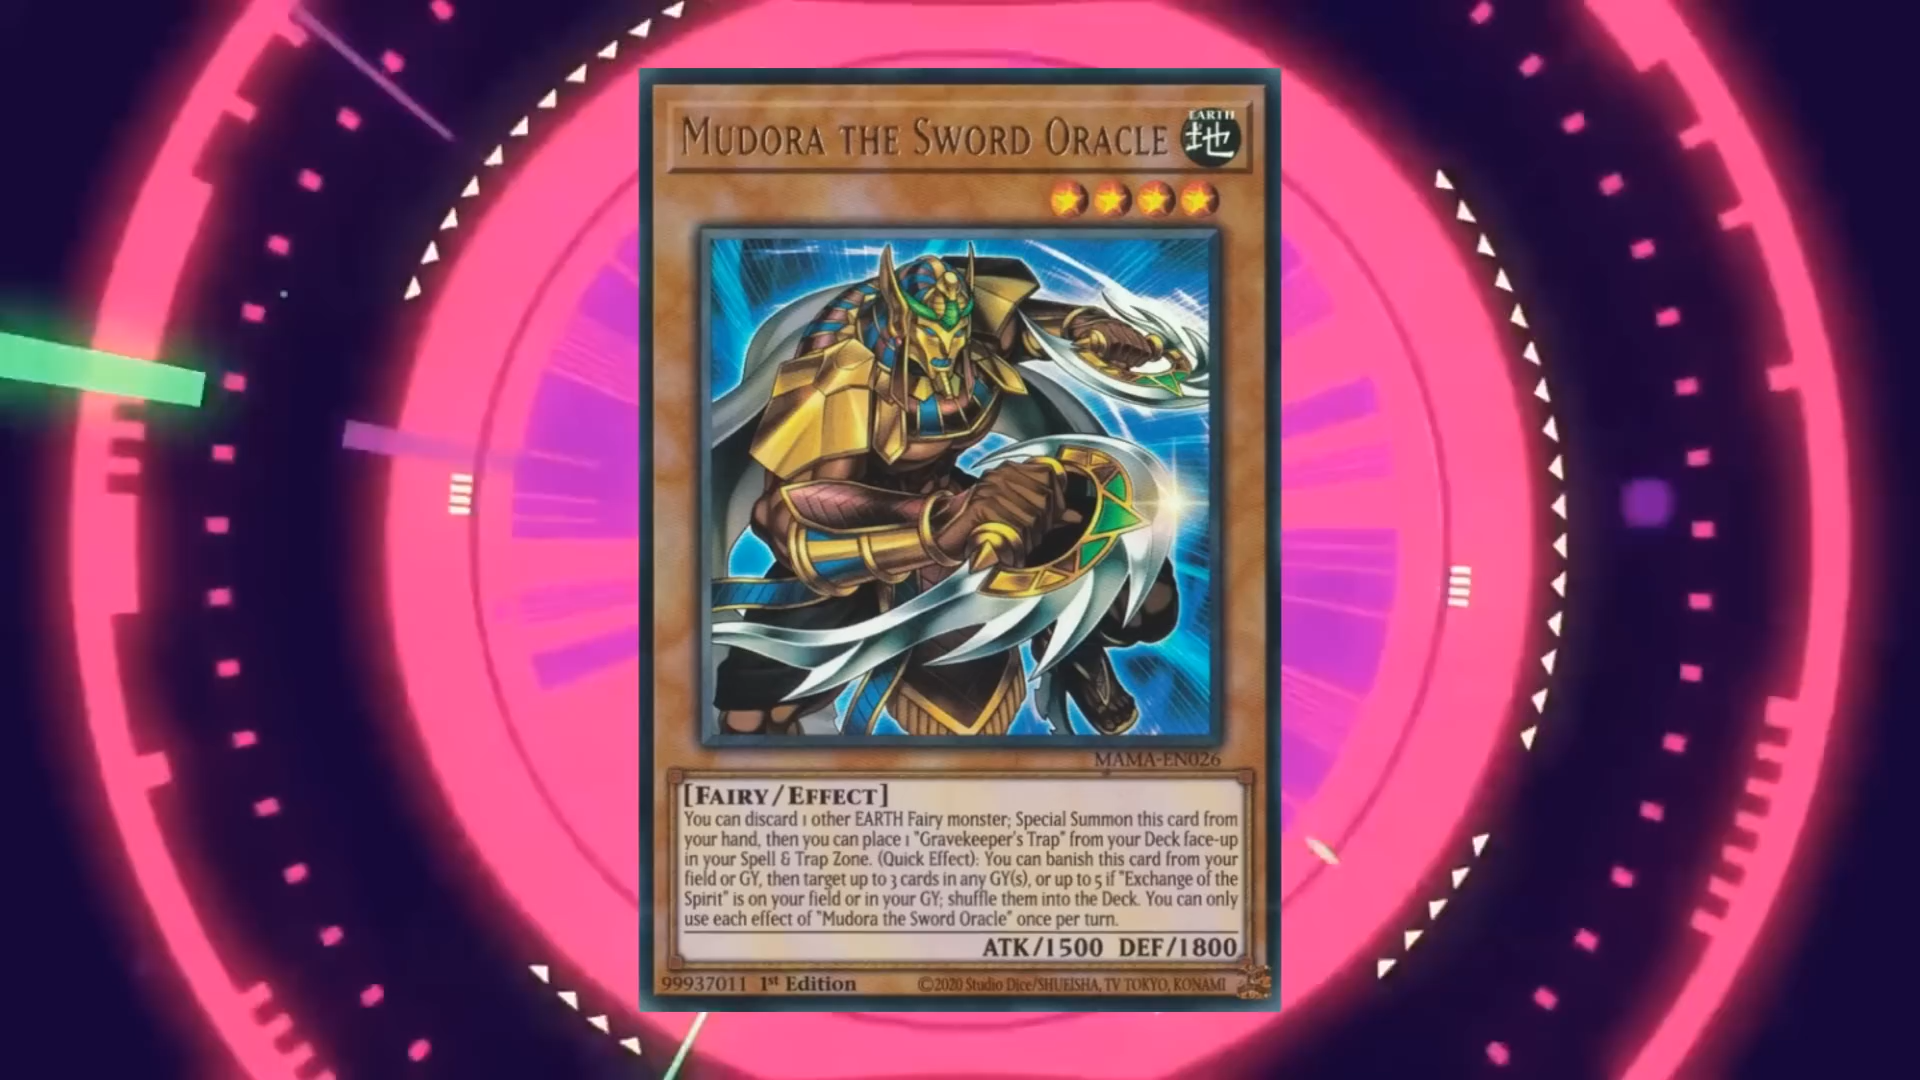 MUDORA THE SWORD ORACLE
EARTH
地
MAMA-EN026
[FAIRY/EFFECT]
You can discard 1 other EARTH Fairy monster; Special Summon this card from
your hand, then you can place 1 "Gravekeeper's Trap" from your Deck face-up
in your Spell & Trap Zone. (Quick Effect): You can banish this card from your
field or GY, then target up to 3 cards in any GY(s), or up to 5 if "Exchange of the
Spirit" is on your field or in your GY; shuffle them into the Deck. You can only
use each effect of "Mudora the Sword Oracle" once per turn.
ATK/1500 DEF/1800
99937011 1st Edition
©2020 Studio Dice/SHUEISHA, TV TOKYO, KONAMI